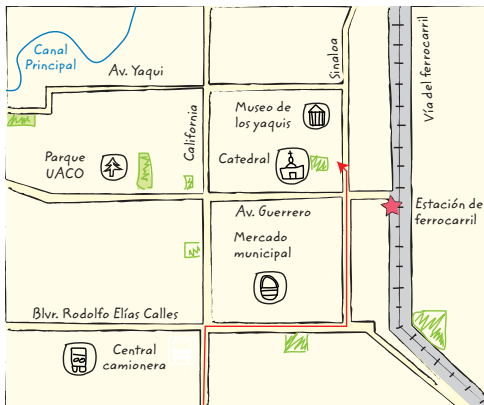 Canal
Principal
Av. Yaqui
Sinaloa
Vía del ferrocarril
Museo de
los yaquis
California
Catedral
Parque
UACO
Estación de
ferrocarril
Av. Guerrero
Mercado
municipal
Blvr. Rodolfo Elías Calles
Central
camionera